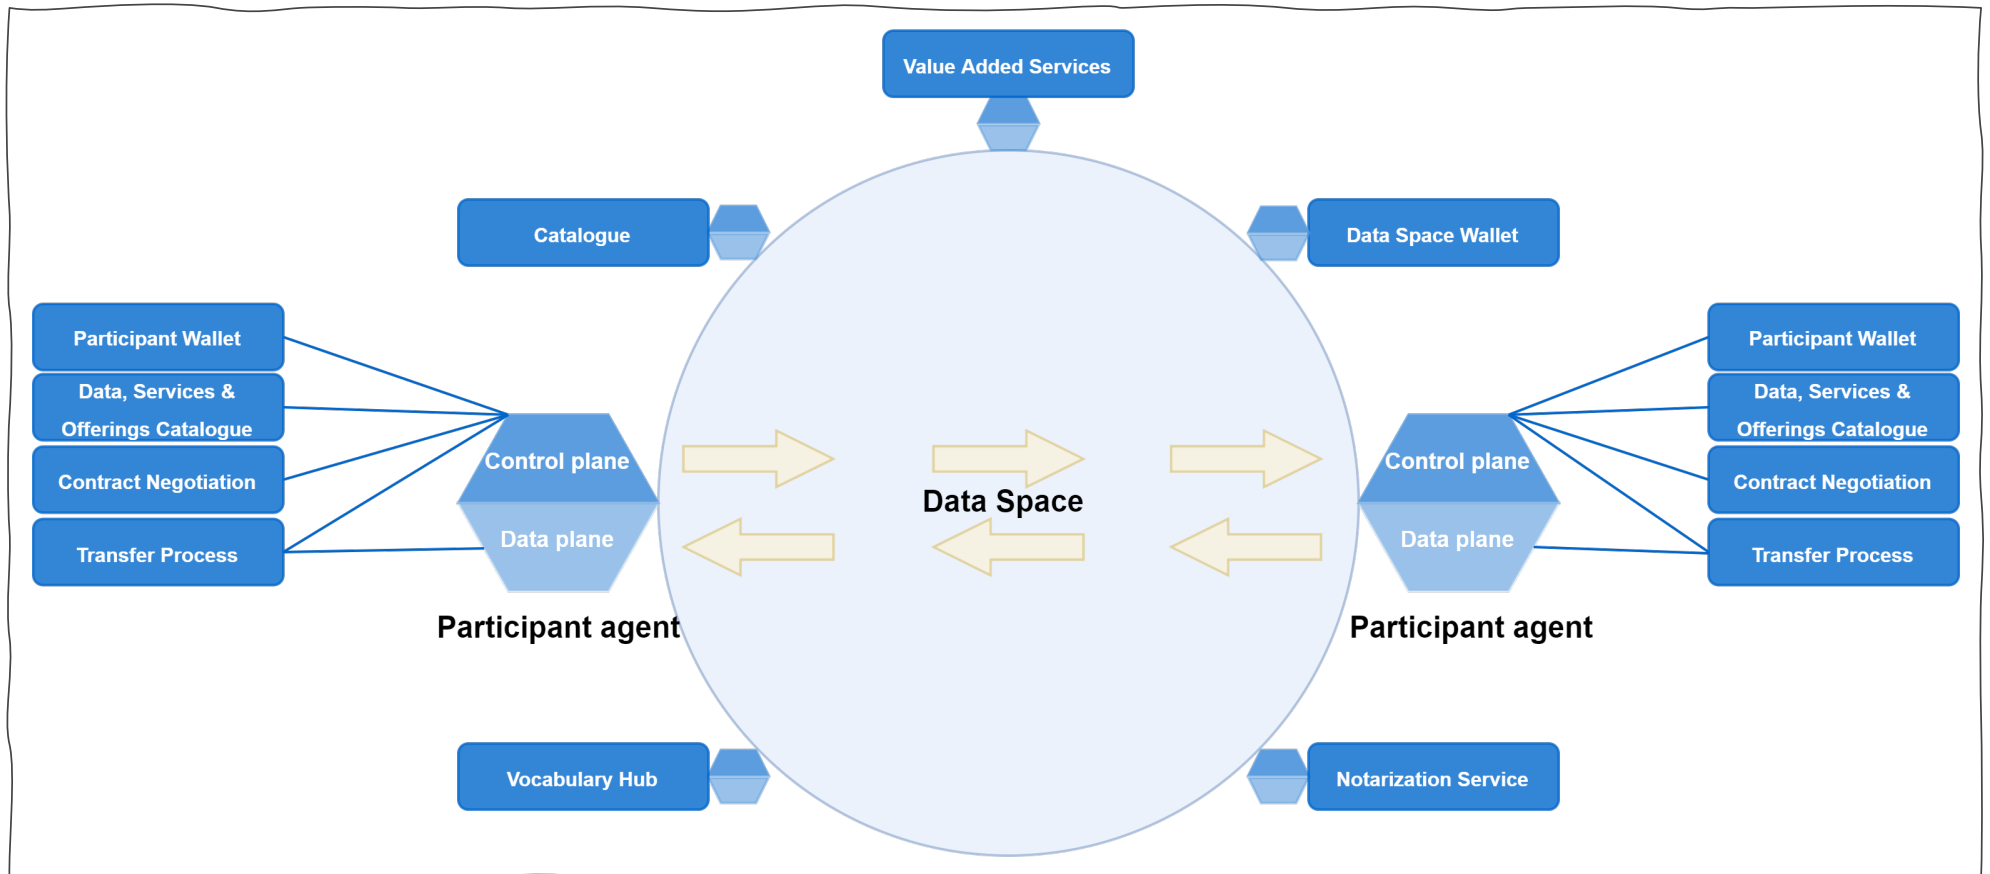 Value Added Services
Catalogue
Data Space Wallet
Participant Wallet
Data, Services &
Offerings Catalogue
Contract Negotiation
Transfer Process
Control plane
Data plane
Participant agent
Data Space
Control plane
Data plane
Participant agent
Participant Wallet
Data, Services &
Offerings Catalogue
Contract Negotiation
Transfer Process
Vocabulary Hub
Notarization Service